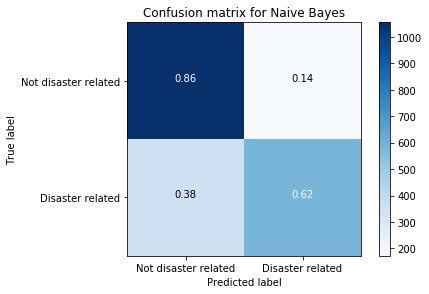 Confusion matrix for Naive Bayes
1000
900
800
700
600
500
400
300
200
True label
Not disaster related
0.86
0.14
Disaster related
0.38
0.62
Not disaster related
Disaster related
Predicted label